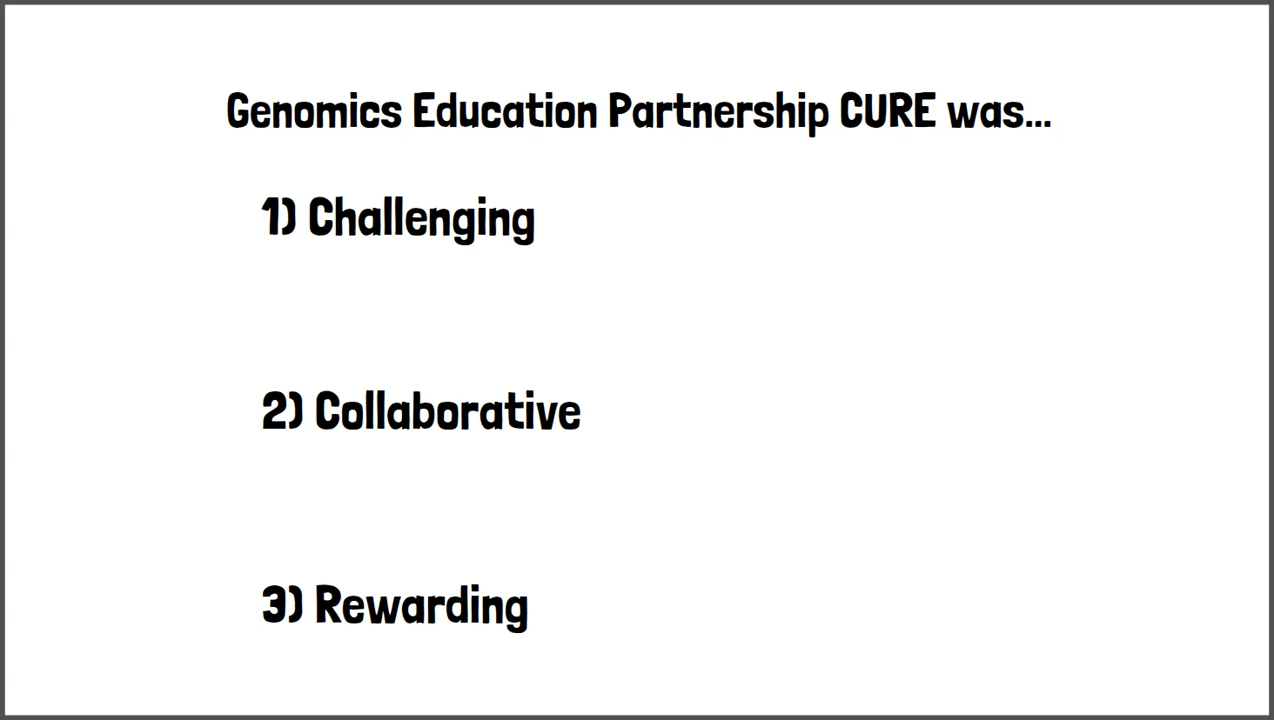 Genomics Education Partnership CURE was...
1) Challenging
2) Collaborative
3) Rewarding